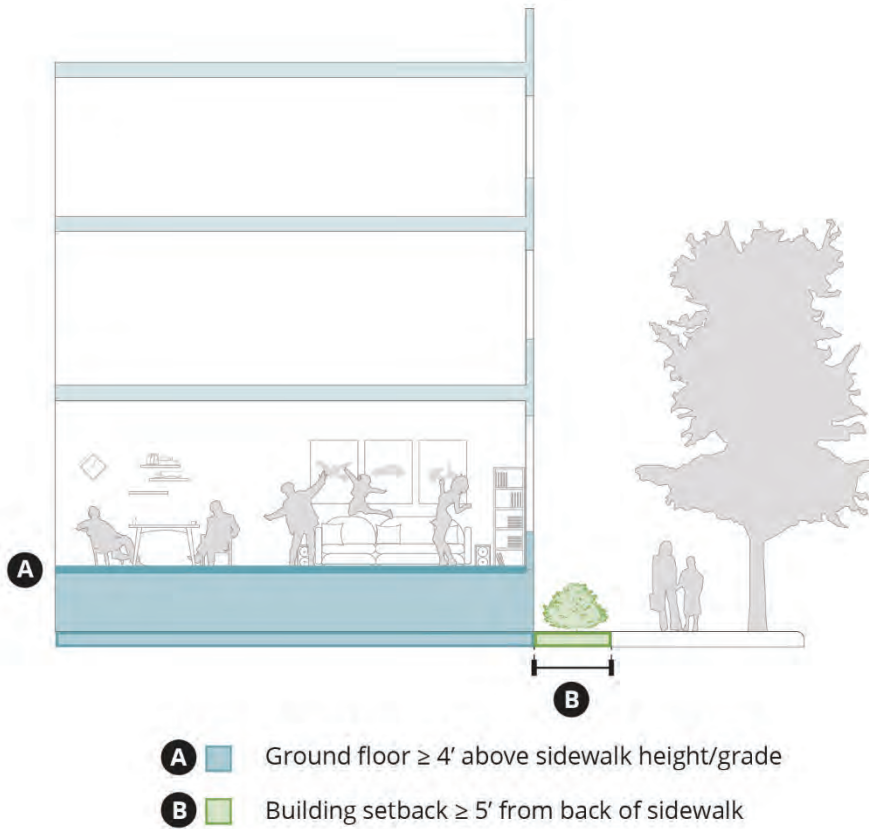 A
B
A Ground floor ≥ 4’ above sidewalk height/grade
B Building setback ≥ 5’ from back of sidewalk